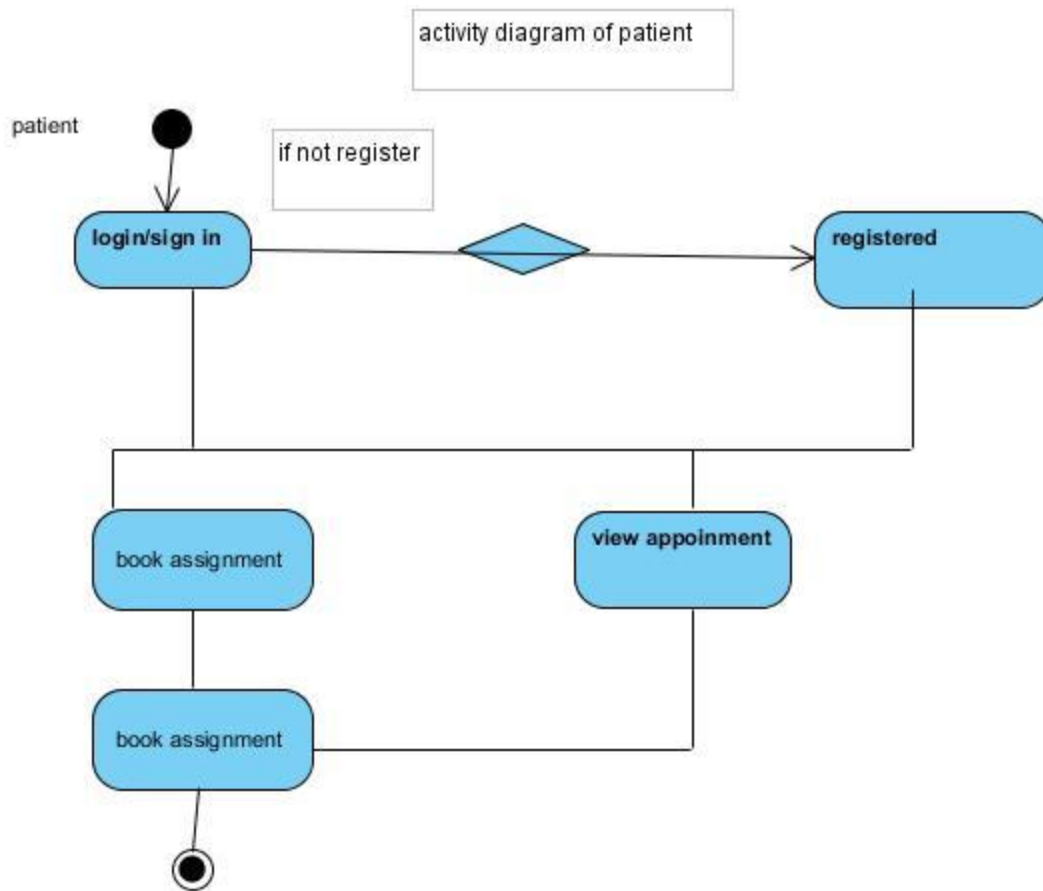 activity diagram of patient
patient
if not register
login/sign in
registered
book assignment
view appoinment
book assignment